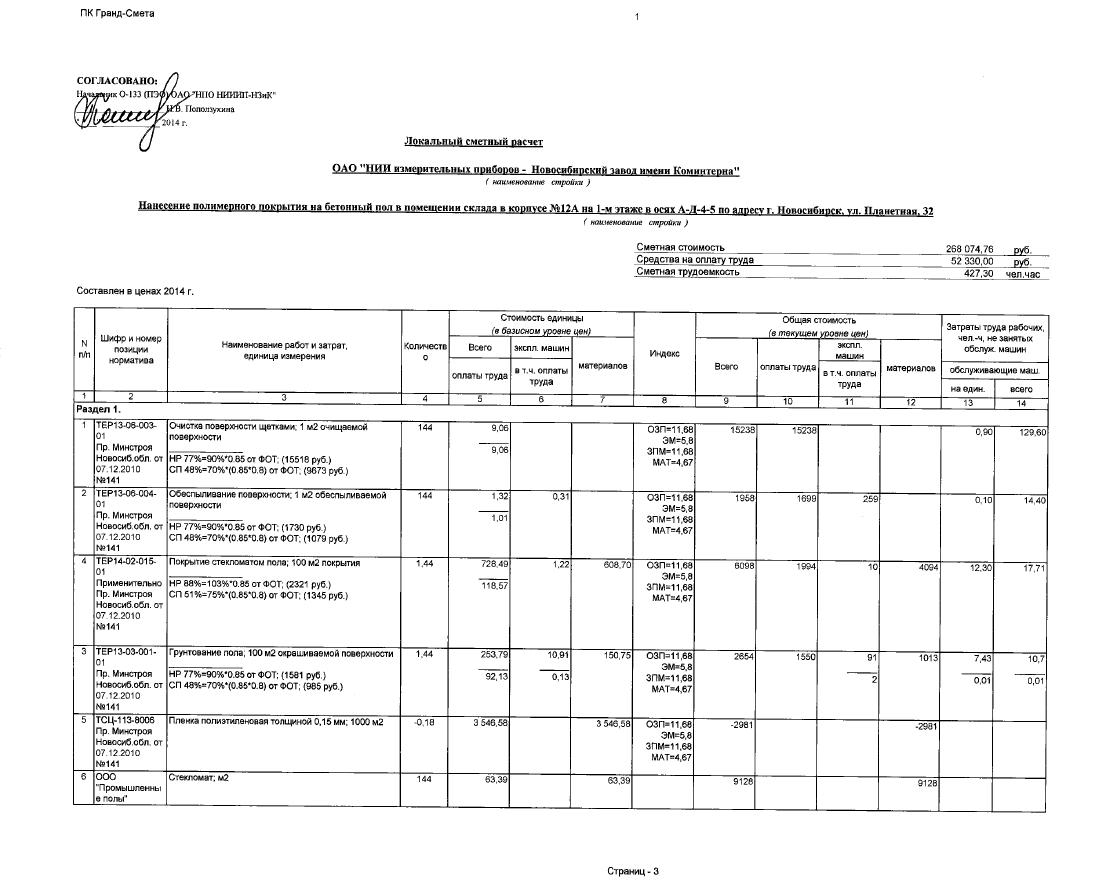 ПК Гранд-Смета
1
СОГЛАСОВАНО:
Начальник О-133 (ПЭО) ОАО "НПО НИИИП-НЗиК"
Н.В. Поползухина
2014 г.
Локальный сметный расчет
ОАО "НИИ измерительных приборов - Новосибирский завод имени Коминтерна"
( наименование стройки )
Нанесение полимерного покрытия на бетонный пол в помещении склада в корпусе №12А на 1-м этаже в осях А-Д-4-5 по адресу г. Новосибирск, ул. Планетная, 32
( наименование стройки )
Сметная стоимость 268 074,76 руб.
Средства на оплату труда 52 330,00 руб.
Сметная трудоемкость 427,30 чел.час
Составлен в ценах 2014 г.
N п/п
Шифр и номер позиции норматива
Наименование работ и затрат, единица измерения
Количество
Стоимость единицы
(в базисном уровне цен)
Всего
оплаты труда
экспл. машин
в т.ч. оплаты труда
материалов
Индекс
Общая стоимость
(в текущем уровне цен)
Всего
оплаты труда
экспл. машин
в т.ч. оплаты труда
материалов
Затраты труда рабочих, чел.-ч, не занятых обслуж. машин
обслуживающие маш.
на един.
всего
1 2 3 4 5 6 7 8 9 10 11 12 13 14
Раздел 1.
1 ТЕР13-06-003- Очистка поверхности щетками; 1 м2 очищаемой 144 9,06 ОЗП=11,68 15238 15238 0,90 129,60
01 поверхности ЭМ=5,8
Пр. Минстроя 9,06 ЗПМ=11,68
Новосиб.обл. от НР 77%=90%*0.85 от ФОТ; (15518 руб.) МАТ=4,67
07.12.2010 СП 48%=70%*(0.85*0.8) от ФОТ; (9673 руб.)
№141
2 ТЕР13-06-004- Обеспыливание поверхности; 1 м2 обеспыливаемой 144 1,32 0,31 ОЗП=11,68 1958 1699 259 0,10 14,40
01 поверхности ЭМ=5,8
Пр. Минстроя 1,01 ЗПМ=11,68
Новосиб.обл. от НР 77%=90%*0.85 от ФОТ; (1730 руб.) МАТ=4,67
07.12.2010 СП 48%=70%*(0.85*0.8) от ФОТ; (1079 руб.)
№141
4 ТЕР14-02-015- Покрытие стекломатом пола; 100 м2 покрытия 1,44 728,49 1,22 608,70 ОЗП=11,68 6098 1994 10 4094 12,30 17,71
01 ЭМ=5,8
Применительно НР 88%=103%*0.85 от ФОТ; (2321 руб.) 118,57 ЗПМ=11,68
Пр. Минстроя СП 51%=75%*(0.85*0.8) от ФОТ; (1345 руб.) МАТ=4,67
Новосиб.обл. от
07.12.2010
№141
3 ТЕР13-03-001- Грунтование пола; 100 м2 окрашиваемой поверхности 1,44 253,79 10,91 150,75 ОЗП=11,68 2654 1550 91 1013 7,43 10,7
01 ЭМ=5,8
Пр. Минстроя НР 77%=90%*0.85 от ФОТ; (1581 руб.) 92,13 0,13 ЗПМ=11,68 2 0,01 0,01
Новосиб.обл. от СП 48%=70%*(0.85*0.8) от ФОТ; (985 руб.) МАТ=4,67
07.12.2010
№141
5 ТСЦ-113-8006 Пленка полиэтиленовая толщиной 0,15 мм; 1000 м2 -0,18 3 546,58 3 546,58 ОЗП=11,68 -2981 -2981
Пр. Минстроя ЭМ=5,8
Новосиб.обл. от ЗПМ=11,68
07.12.2010 МАТ=4,67
№141
6 ООО Стекломат; м2 144 63,39 63,39 9128 9128
"Промышленны
е полы"
Страниц - 3